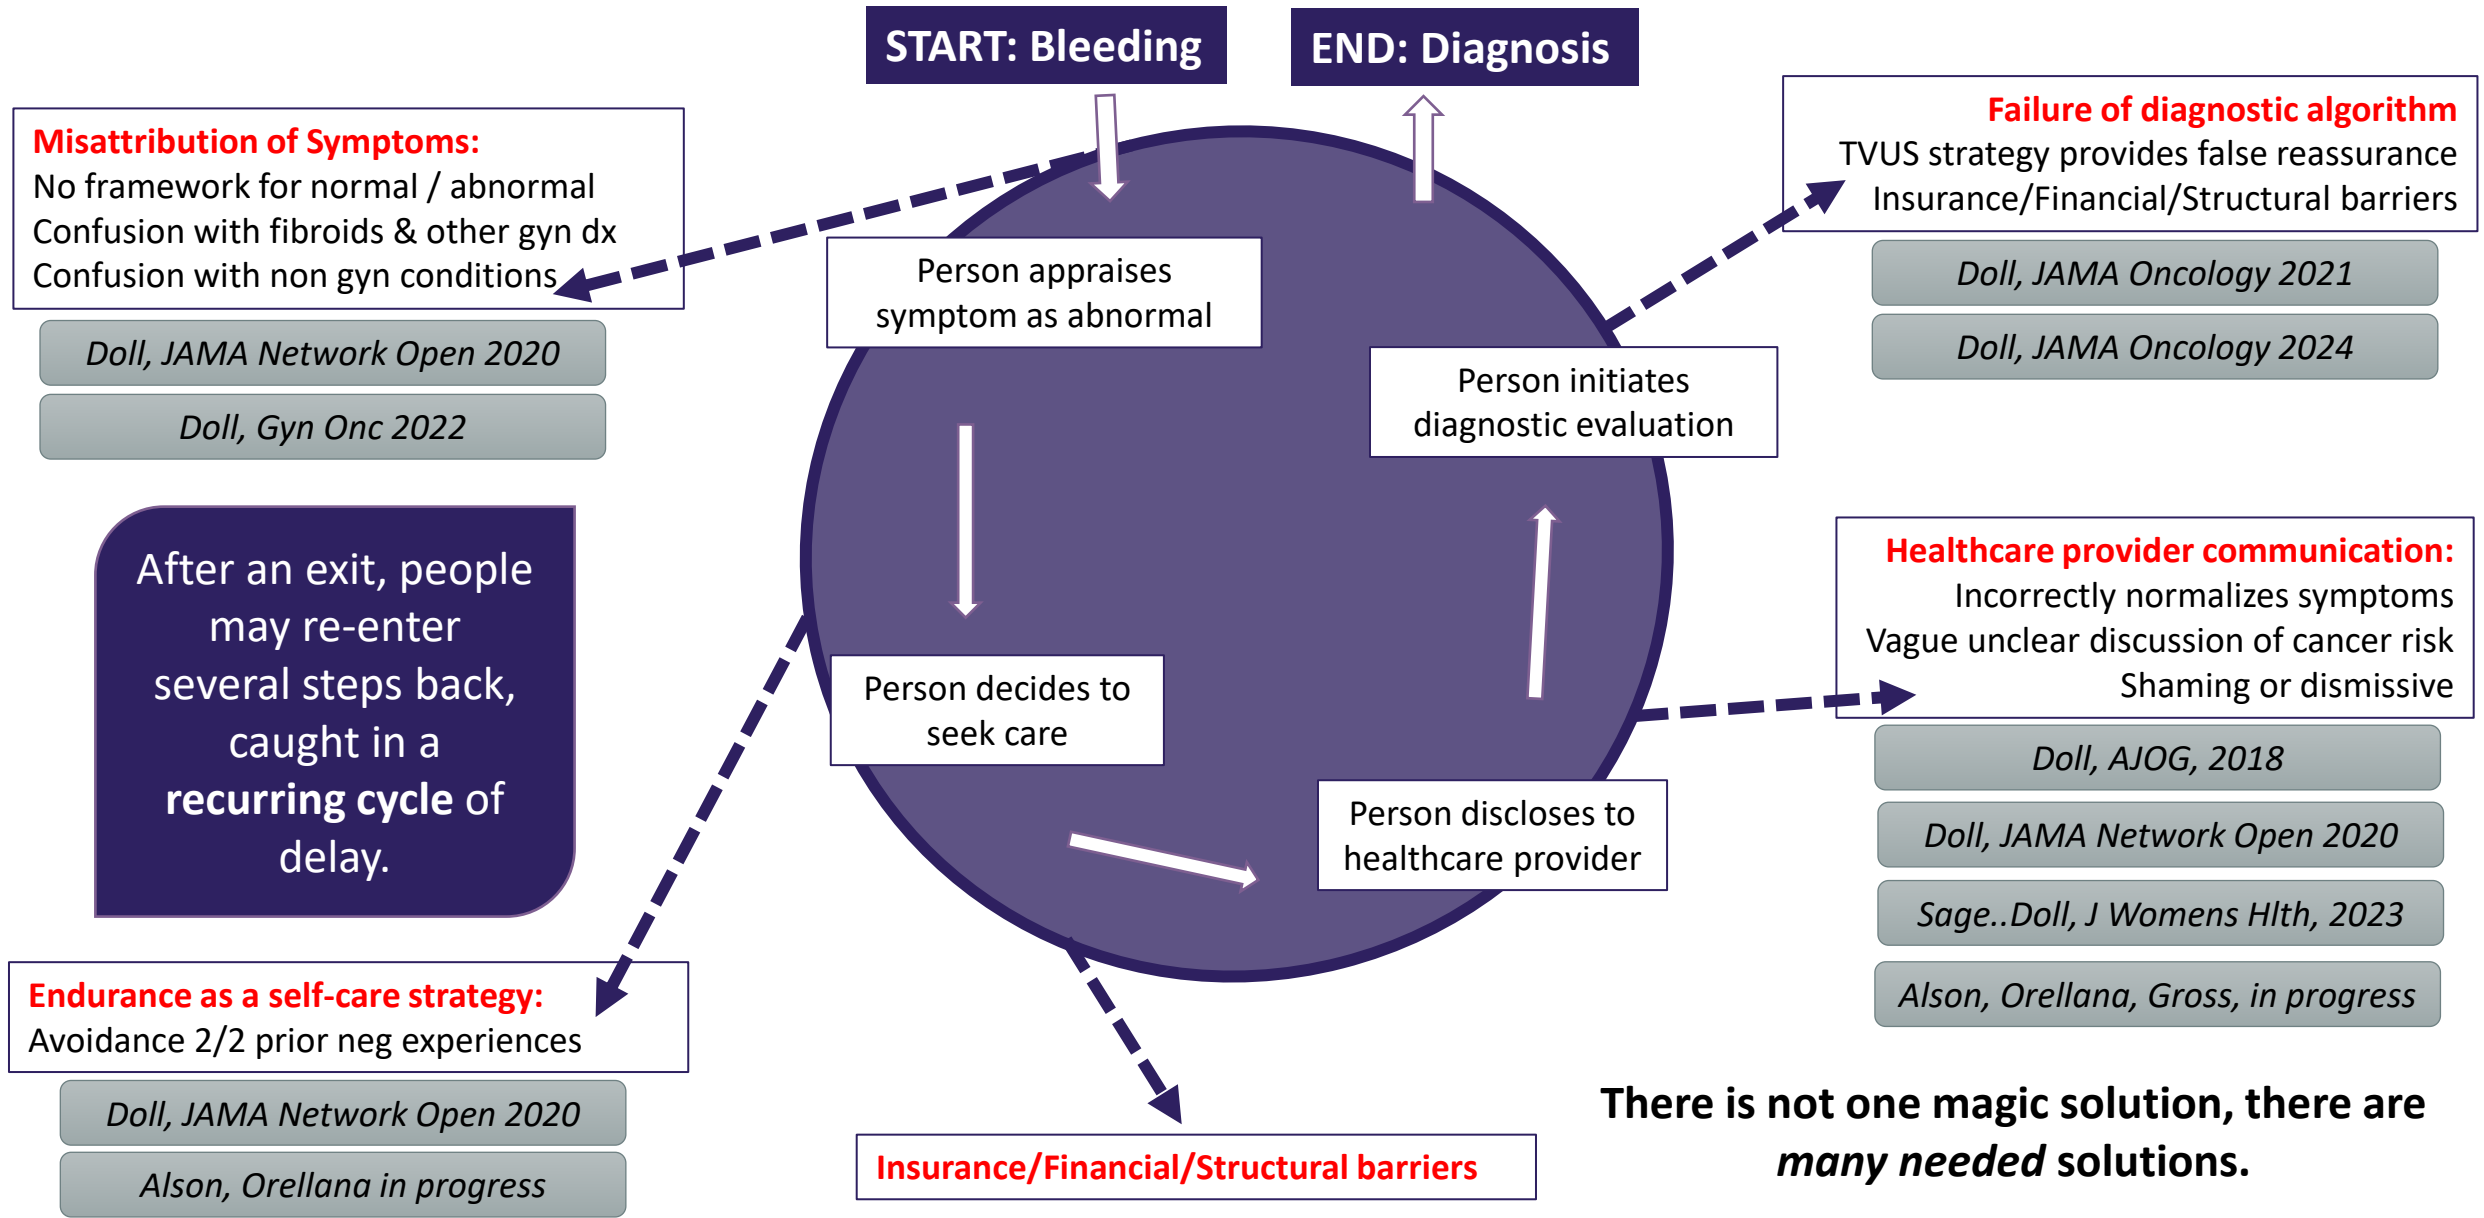 START: Bleeding
END: Diagnosis
Misattribution of Symptoms:
No framework for normal / abnormal
Confusion with fibroids & other gyn dx
Confusion with non gyn conditions
Doll, JAMA Network Open 2020
Doll, Gyn Onc 2022
After an exit, people
may re-enter
several steps back,
caught in a
recurring cycle of
delay.
Endurance as a self-care strategy:
Avoidance 2/2 prior neg experiences
Doll, JAMA Network Open 2020
Alson, Orellana in progress
Person appraises
symptom as abnormal
Person decides to
seek care
Person discloses to
healthcare provider
Person initiates
diagnostic evaluation
Insurance/Financial/Structural barriers
Failure of diagnostic algorithm
TVUS strategy provides false reassurance
Insurance/Financial/Structural barriers
Doll, JAMA Oncology 2021
Doll, JAMA Oncology 2024
Healthcare provider communication:
Incorrectly normalizes symptoms
Vague unclear discussion of cancer risk
Shaming or dismissive
Doll, AJOG, 2018
Doll, JAMA Network Open 2020
Sage..Doll, J Womens Hlth, 2023
Alson, Orellana, Gross, in progress
There is not one magic solution, there are
many needed solutions.